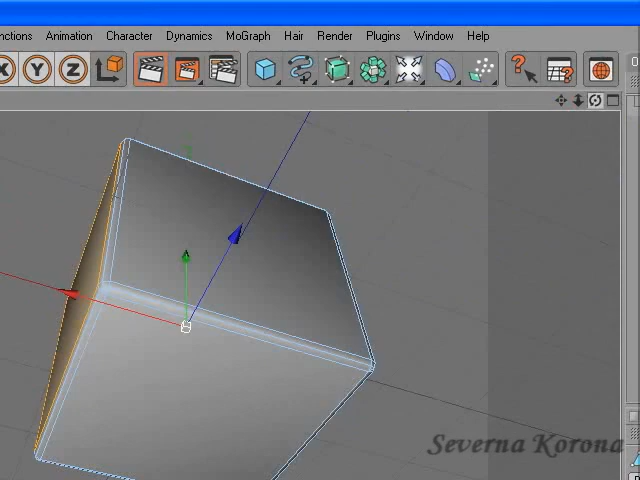 nctions Animation Character Dynamics MoGraph Hair Render Plugins Window Help
X Y Z
Severna Korona